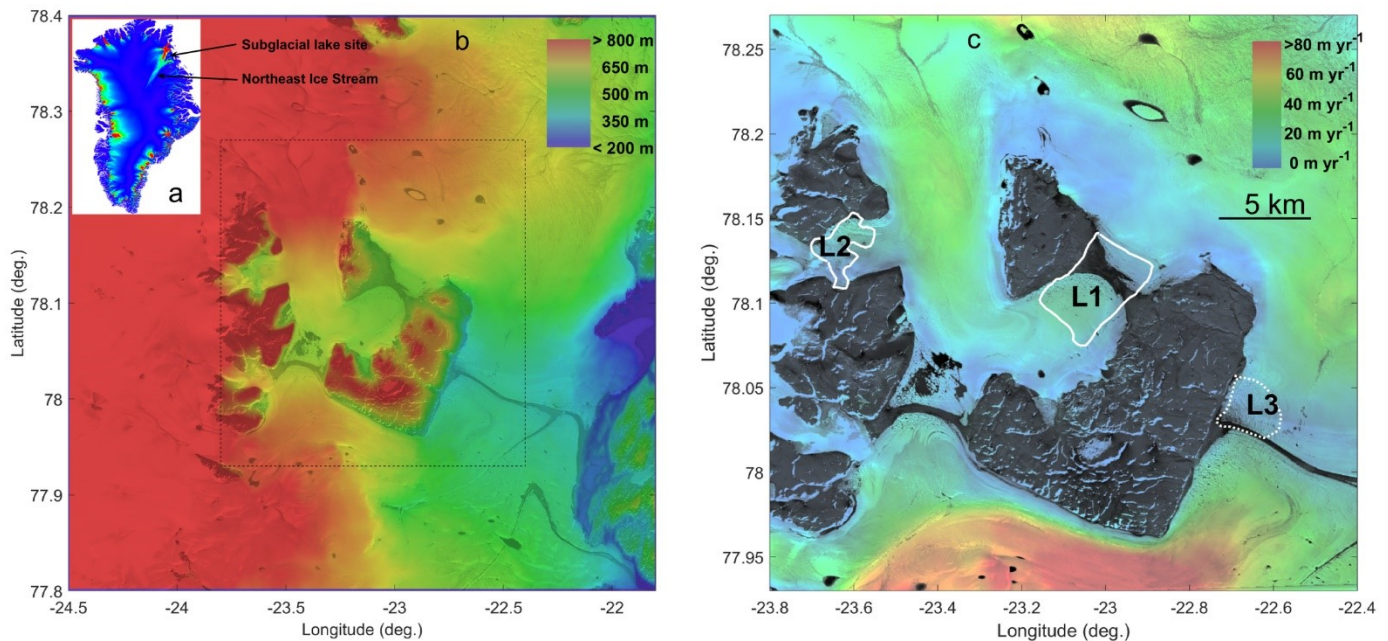 78.4
78.3
78.2
78.1
78
77.9
77.8
Latitude (deg.)
-24.5
-24
-23.5
-23
-22.5
-22
Longitude (deg.)
Subglacial lake site
Northeast Ice Stream
a
b
> 800 m
650 m
500 m
350 m
< 200 m
78.25
78.2
78.15
78.1
78.05
78
77.95
Latitude (deg.)
-23.8
-23.6
-23.4
-23.2
-23
-22.8
-22.6
-22.4
Longitude (deg.)
c
>80 m yr⁻¹
60 m yr⁻¹
40 m yr⁻¹
20 m yr⁻¹
0 m yr⁻¹
5 km
L2
L1
L3